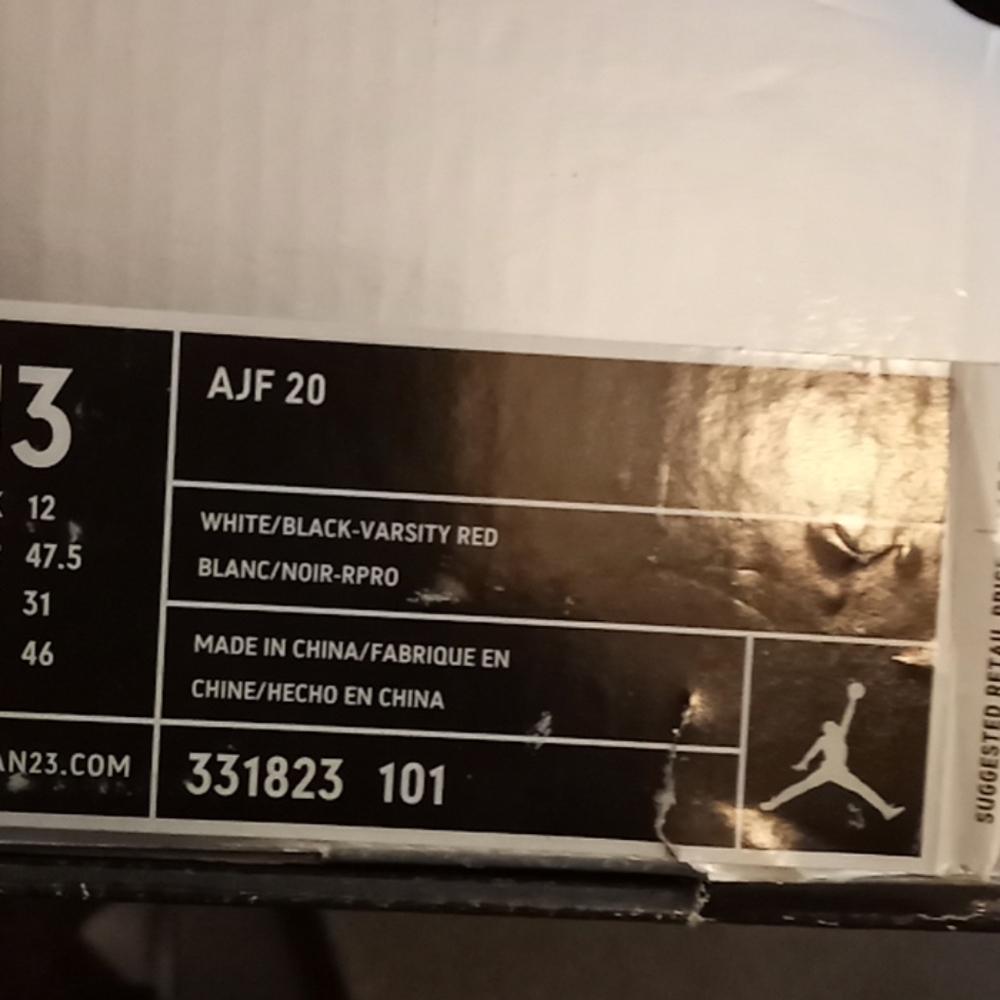 13
12
47.5
31
46
AN23.COM
AJF 20
WHITE/BLACK-VARSITY RED
BLANC/NOIR-RPRO
MADE IN CHINA/FABRIQUE EN
CHINE/HECHO EN CHINA
331823 101
SUGGESTED RETAIL